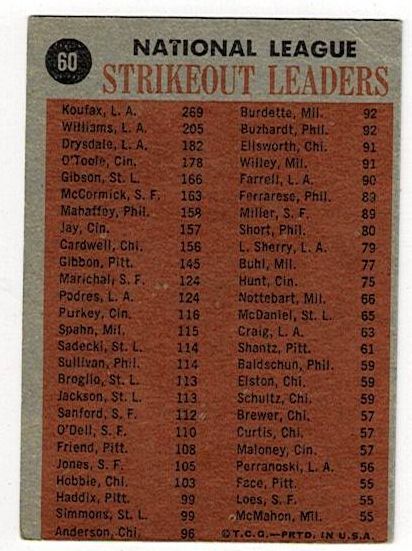 60
NATIONAL LEAGUE
STRIKEOUT LEADERS
Koufax, L. A. 269
Williams, L. A. 205
Drysdale, L. A. 182
O'Toole, Cin. 178
Gibson, St. L. 166
McCormick, S. F. 163
Mahaffey, Phil. 158
Jay, Cin. 157
Cardwell, Chi. 156
Gibbon, Pitt. 145
Marichal, S. F. 124
Podres, L. A. 124
Purkey, Cin. 116
Spahn, Mil. 115
Sadecki, St. L. 114
Sullivan, Phil. 114
Broglio, St. L. 113
Jackson, St. L. 113
Sanford, S. F. 112
O'Dell, S. F. 110
Friend, Pitt. 108
Jones, S. F. 105
Hobbie, Chi. 103
Haddix, Pitt. 99
Simmons, St. L. 99
Anderson, Chi. 96
Burdette, Mil. 92
Buzhardt, Phil. 92
Ellsworth, Chi. 91
Willey, Mil. 91
Farrell, L. A. 90
Ferrarese, Phil. 89
Miller, S. F. 89
Short, Phil. 80
L. Sherry, L. A. 79
Buhl, Mil. 77
Hunt, Cin. 75
Nottebart, Mil. 66
McDaniel, St. L. 65
Craig, L. A. 63
Shantz, Pitt. 61
Baldschun, Phil. 59
Elston, Chi. 59
Schultz, Chi. 59
Brewer, Chi. 57
Curtis, Chi. 57
Maloney, Cin. 57
Perranoski, L. A. 56
Face, Pitt. 55
Loes, S. F. 55
McMahon, Mil. 55
©T.C.G.—PRTD. IN U.S.A.